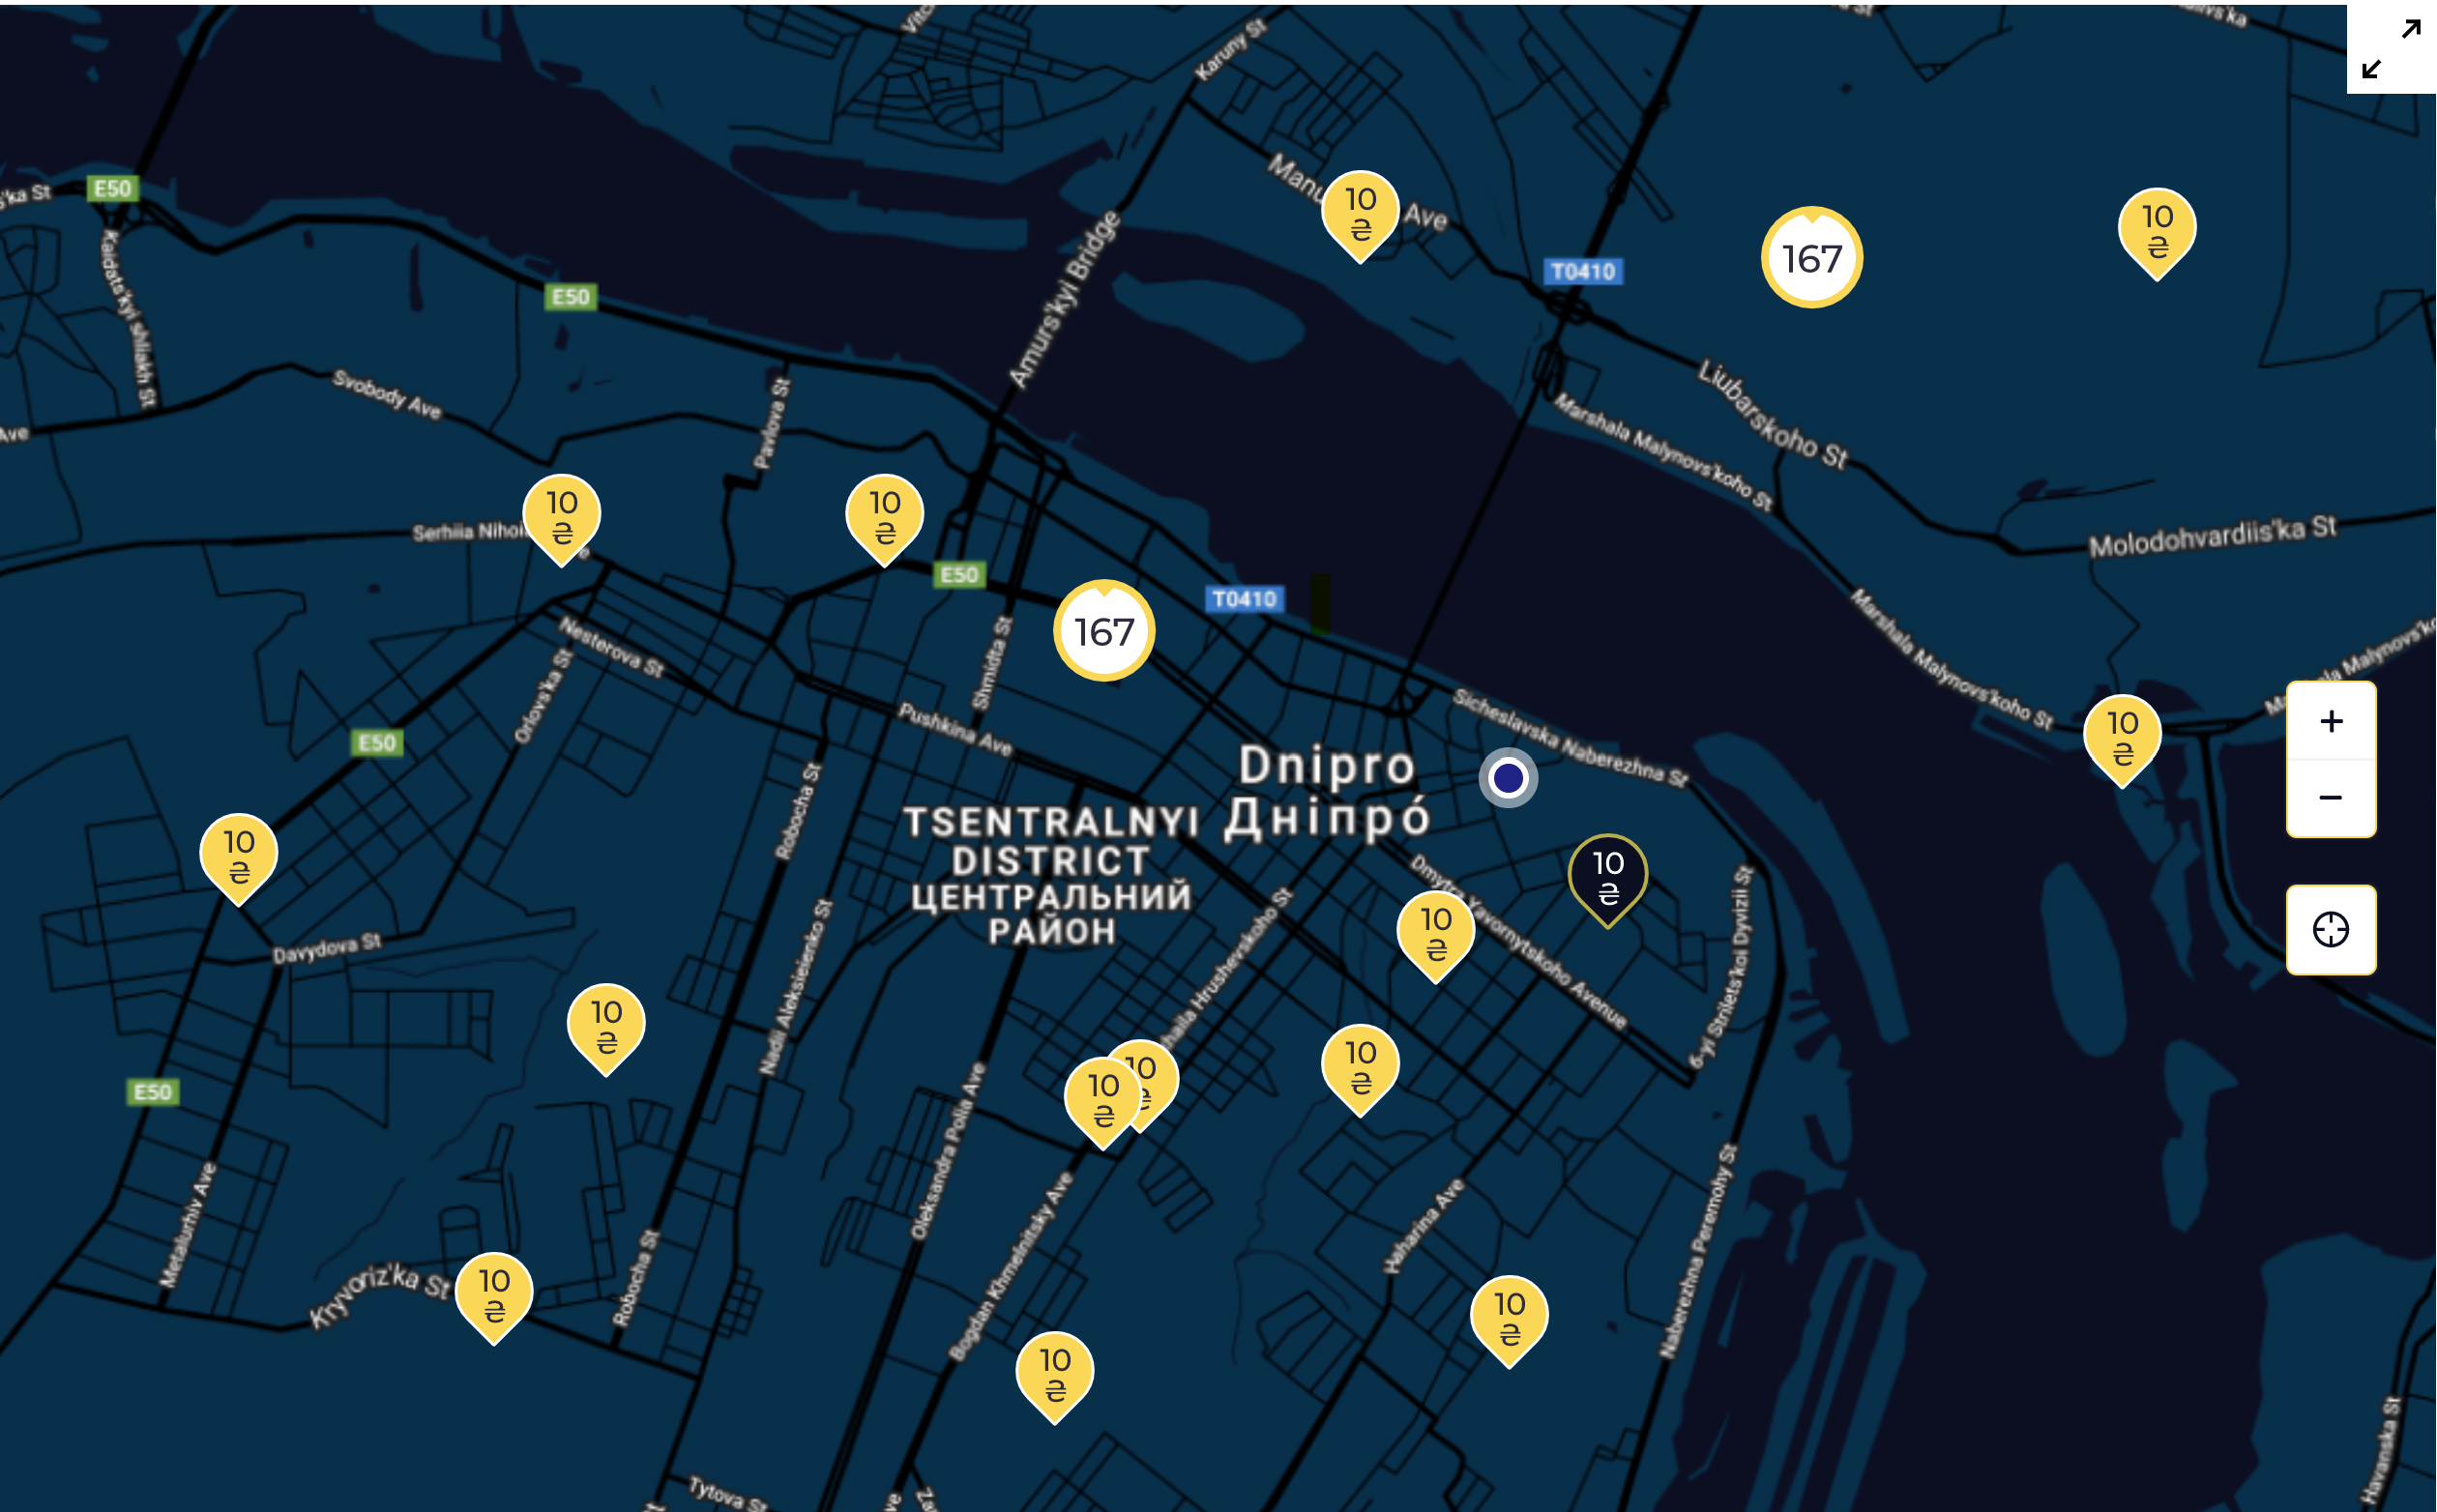 Karuny St
Ave
10
₴
10
₴
167
E50
T0410
E50
Kaidats'kyi shliakh St
Amurs'kyi Bridge
Svobody Ave
Pavlova St
Liubarskoho St
Marshala Malynovs'koho St
Ave
10
₴
10
₴
Serhiia
Molodohvardiis'ka St
E50
T0410
167
Nesterova St
Orlovs'ka St
Shmidta St
Marshala Malynovs'koho St
Pushkina Ave
Sicheslavska Naberezhna St
E50
10
₴
+
−
Dnipro
Дніпро́
Robocha St
TSENTRALNYI
DISTRICT
ЦЕНТРАЛЬНИЙ
РАЙОН
10
₴
10
₴
10
₴
Dmytra Yavornytskoho Avenue
Davydova St
Nadii Aleksieienko St
Hrushevskoho St
6-yi Strilets'koi Dyvizii St
10
₴
10
₴
10
₴
10
₴
E50
Oleksandra Polia Ave
Metalurhiv Ave
Bogdan Khmelnitsky Ave
Haharina Ave
Naberezhna Peremohy St
Kryvoriz'ka St
10
₴
Robocha St
10
₴
10
₴
Tytova St
Havanska St